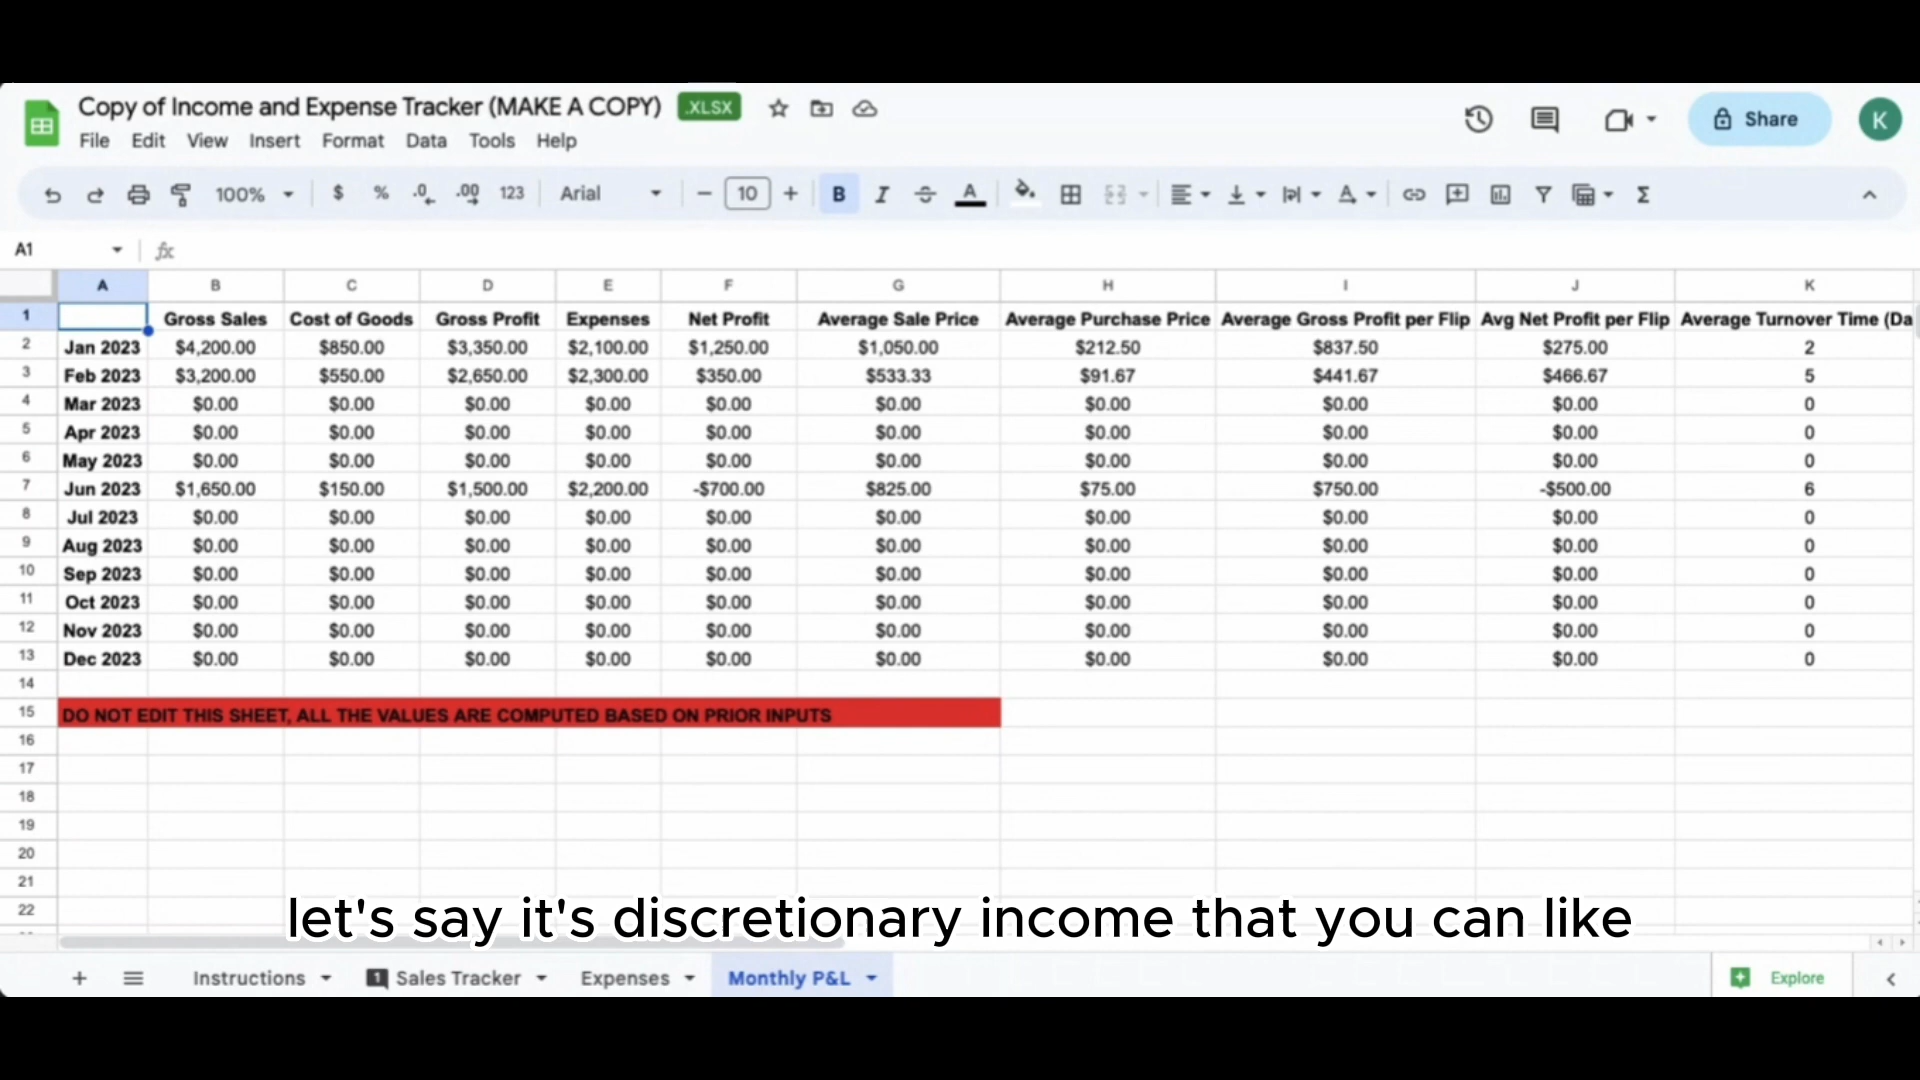 Copy of Income and Expense Tracker (MAKE A COPY) .XLSX
File Edit View Insert Format Data Tools Help
Share K
100% $ % .0 .00 123 Arial 10 B I A A Σ
A1 fx
A B C D E F G H I J K
1 Gross Sales Cost of Goods Gross Profit Expenses Net Profit Average Sale Price Average Purchase Price Average Gross Profit per Flip Avg Net Profit per Flip Average Turnover Time (Da
2 Jan 2023 $4,200.00 $850.00 $3,350.00 $2,100.00 $1,250.00 $1,050.00 $212.50 $837.50 $275.00 2
3 Feb 2023 $3,200.00 $550.00 $2,650.00 $2,300.00 $350.00 $533.33 $91.67 $441.67 $466.67 5
4 Mar 2023 $0.00 $0.00 $0.00 $0.00 $0.00 $0.00 $0.00 $0.00 $0.00 0
5 Apr 2023 $0.00 $0.00 $0.00 $0.00 $0.00 $0.00 $0.00 $0.00 $0.00 0
6 May 2023 $0.00 $0.00 $0.00 $0.00 $0.00 $0.00 $0.00 $0.00 $0.00 0
7 Jun 2023 $1,650.00 $150.00 $1,500.00 $2,200.00 -$700.00 $825.00 $75.00 $750.00 -$500.00 6
8 Jul 2023 $0.00 $0.00 $0.00 $0.00 $0.00 $0.00 $0.00 $0.00 $0.00 0
9 Aug 2023 $0.00 $0.00 $0.00 $0.00 $0.00 $0.00 $0.00 $0.00 $0.00 0
10 Sep 2023 $0.00 $0.00 $0.00 $0.00 $0.00 $0.00 $0.00 $0.00 $0.00 0
11 Oct 2023 $0.00 $0.00 $0.00 $0.00 $0.00 $0.00 $0.00 $0.00 $0.00 0
12 Nov 2023 $0.00 $0.00 $0.00 $0.00 $0.00 $0.00 $0.00 $0.00 $0.00 0
13 Dec 2023 $0.00 $0.00 $0.00 $0.00 $0.00 $0.00 $0.00 $0.00 $0.00 0
14
15 DO NOT EDIT THIS SHEET, ALL THE VALUES ARE COMPUTED BASED ON PRIOR INPUTS
16
17
18
19
20
21
22
let's say it's discretionary income that you can like
Instructions 1 Sales Tracker Expenses Monthly P&L Explore